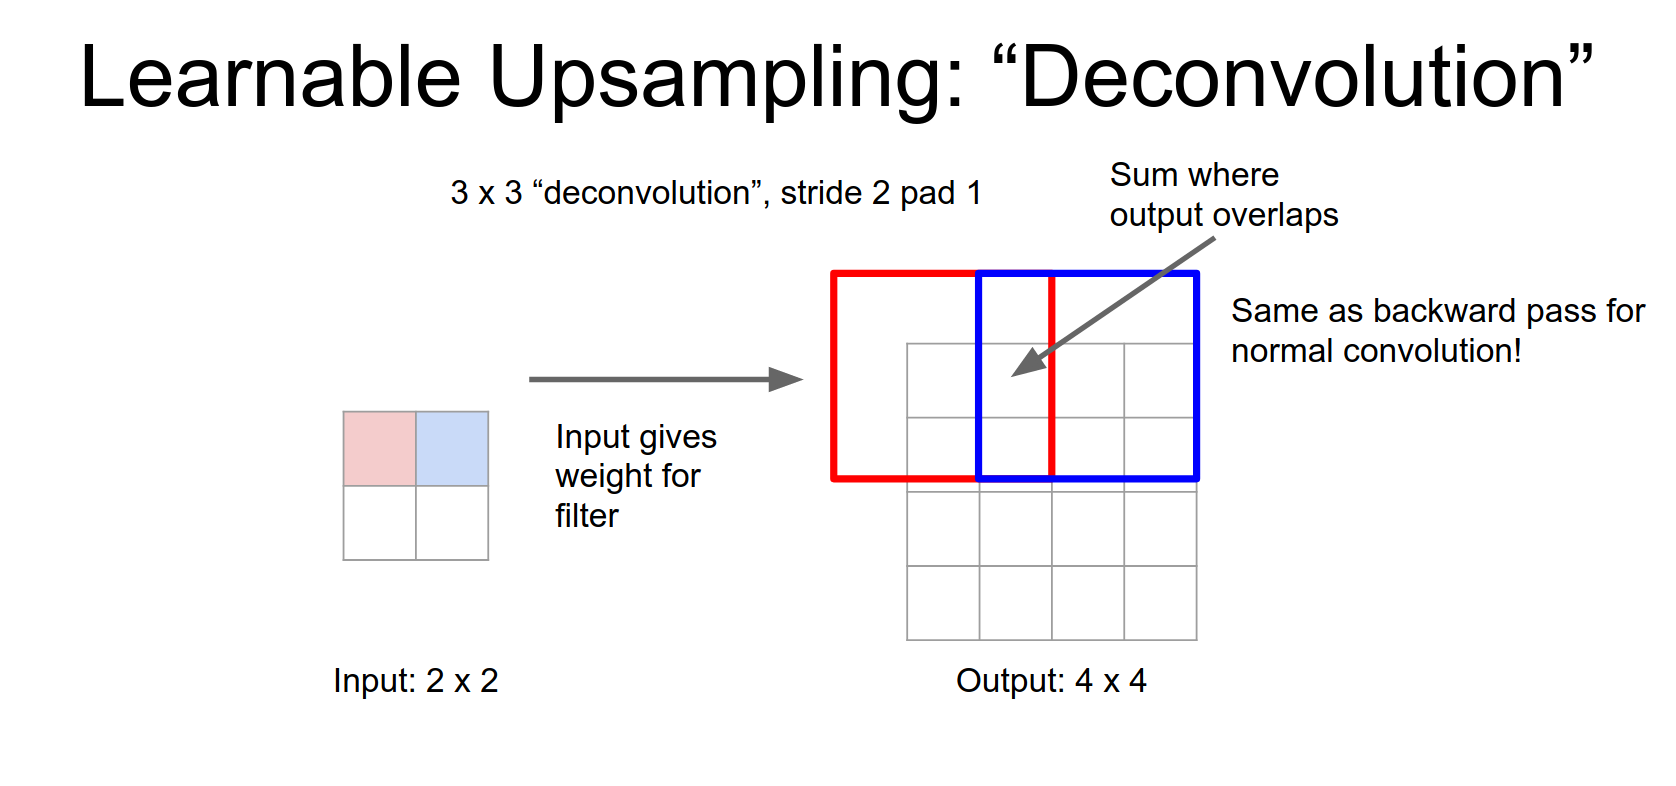 Learnable Upsampling: “Deconvolution”
3 x 3 “deconvolution”, stride 2 pad 1
Sum where
output overlaps
Same as backward pass for
normal convolution!
Input gives
weight for
filter
Input: 2 x 2
Output: 4 x 4